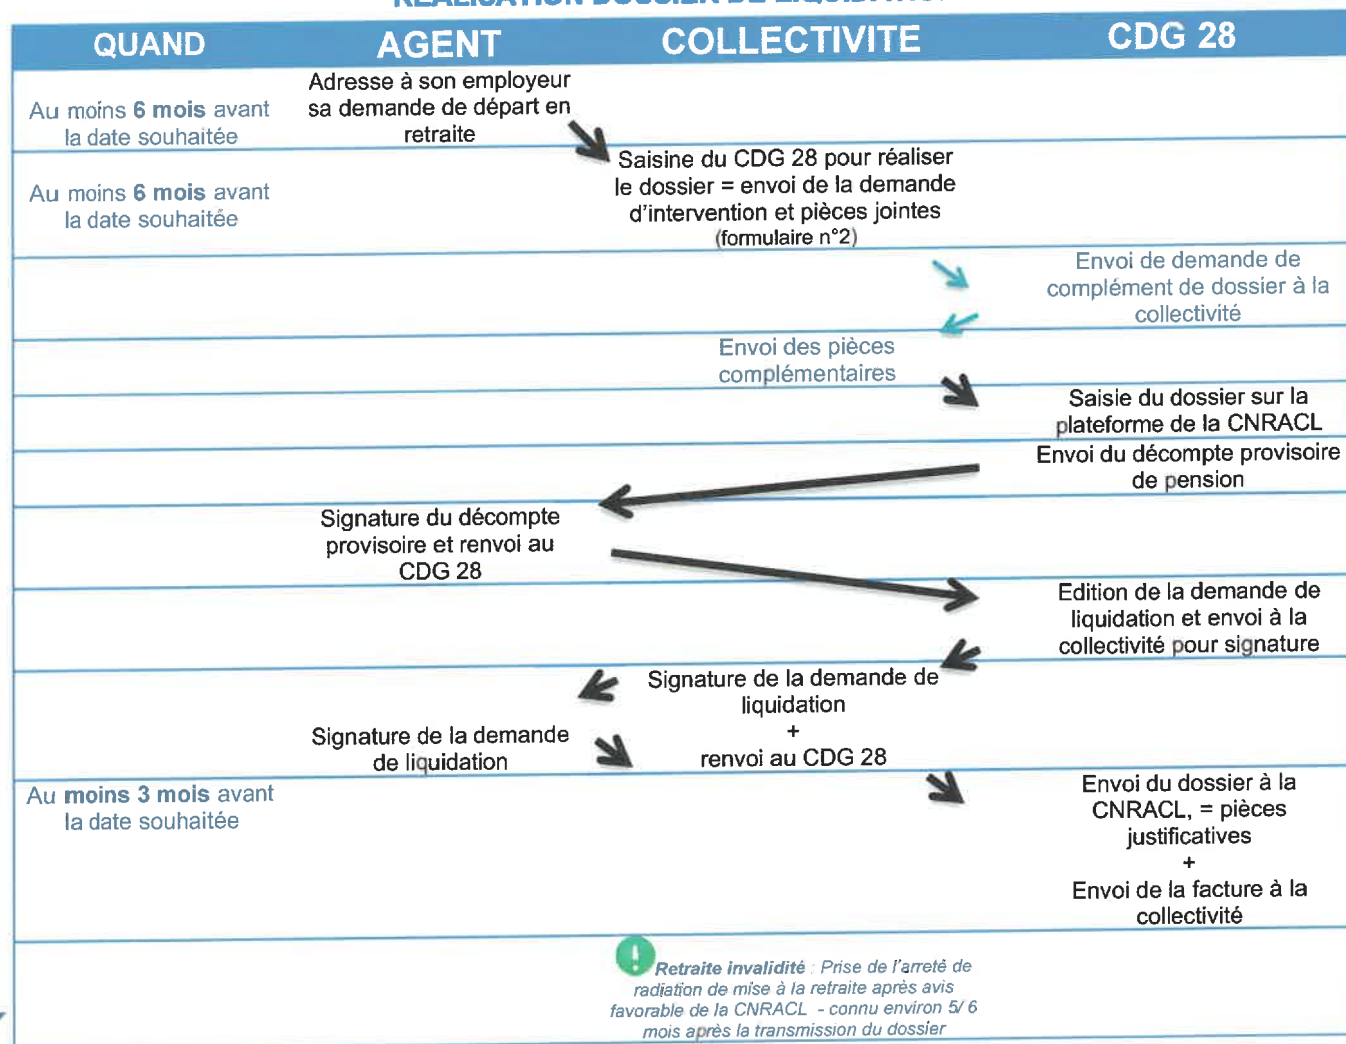 REALISATION DOSSIER DE LIQUIDATION
QUAND
AGENT
COLLECTIVITE
CDG 28
Au moins 6 mois avant
la date souhaitée
Adresse à son employeur
sa demande de départ en
retraite
Au moins 6 mois avant
la date souhaitée
Saisine du CDG 28 pour réaliser
le dossier = envoi de la demande
d'intervention et pièces jointes
(formulaire n°2)
Envoi de demande de
complément de dossier à la
collectivité
Envoi des pièces
complémentaires
Saisie du dossier sur la
plateforme de la CNRACL
Envoi du décompte provisoire
de pension
Signature du décompte
provisoire et renvoi au
CDG 28
Edition de la demande de
liquidation et envoi à la
collectivité pour signature
Signature de la demande de
liquidation
+
renvoi au CDG 28
Signature de la demande
de liquidation
Au moins 3 mois avant
la date souhaitée
Envoi du dossier à la
CNRACL, = pièces
justificatives
+
Envoi de la facture à la
collectivité
! Retraite invalidité : Prise de l'arreté de
radiation de mise à la retraite après avis
favorable de la CNRACL - connu environ 5/ 6
mois après la transmission du dossier